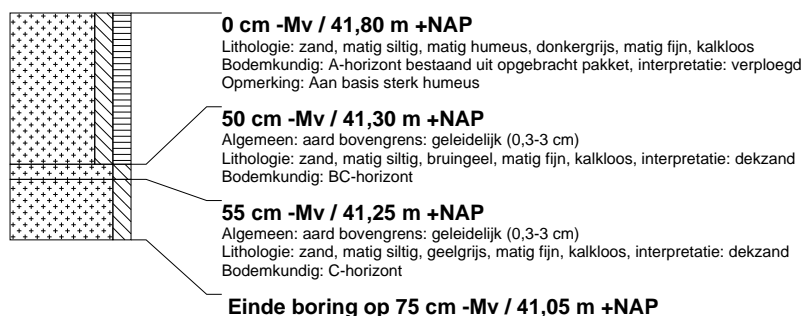 0 cm -Mv / 41,80 m +NAP
Lithologie: zand, matig siltig, matig humeus, donkergrijs, matig fijn, kalkloos
Bodemkundig: A-horizont bestaand uit opgebracht pakket, interpretatie: verploegd
Opmerking: Aan basis sterk humeus
50 cm -Mv / 41,30 m +NAP
Algemeen: aard bovengrens: geleidelijk (0,3-3 cm)
Lithologie: zand, matig siltig, bruingeel, matig fijn, kalkloos, interpretatie: dekzand
Bodemkundig: BC-horizont
55 cm -Mv / 41,25 m +NAP
Algemeen: aard bovengrens: geleidelijk (0,3-3 cm)
Lithologie: zand, matig siltig, geelgrijs, matig fijn, kalkloos, interpretatie: dekzand
Bodemkundig: C-horizont
Einde boring op 75 cm -Mv / 41,05 m +NAP